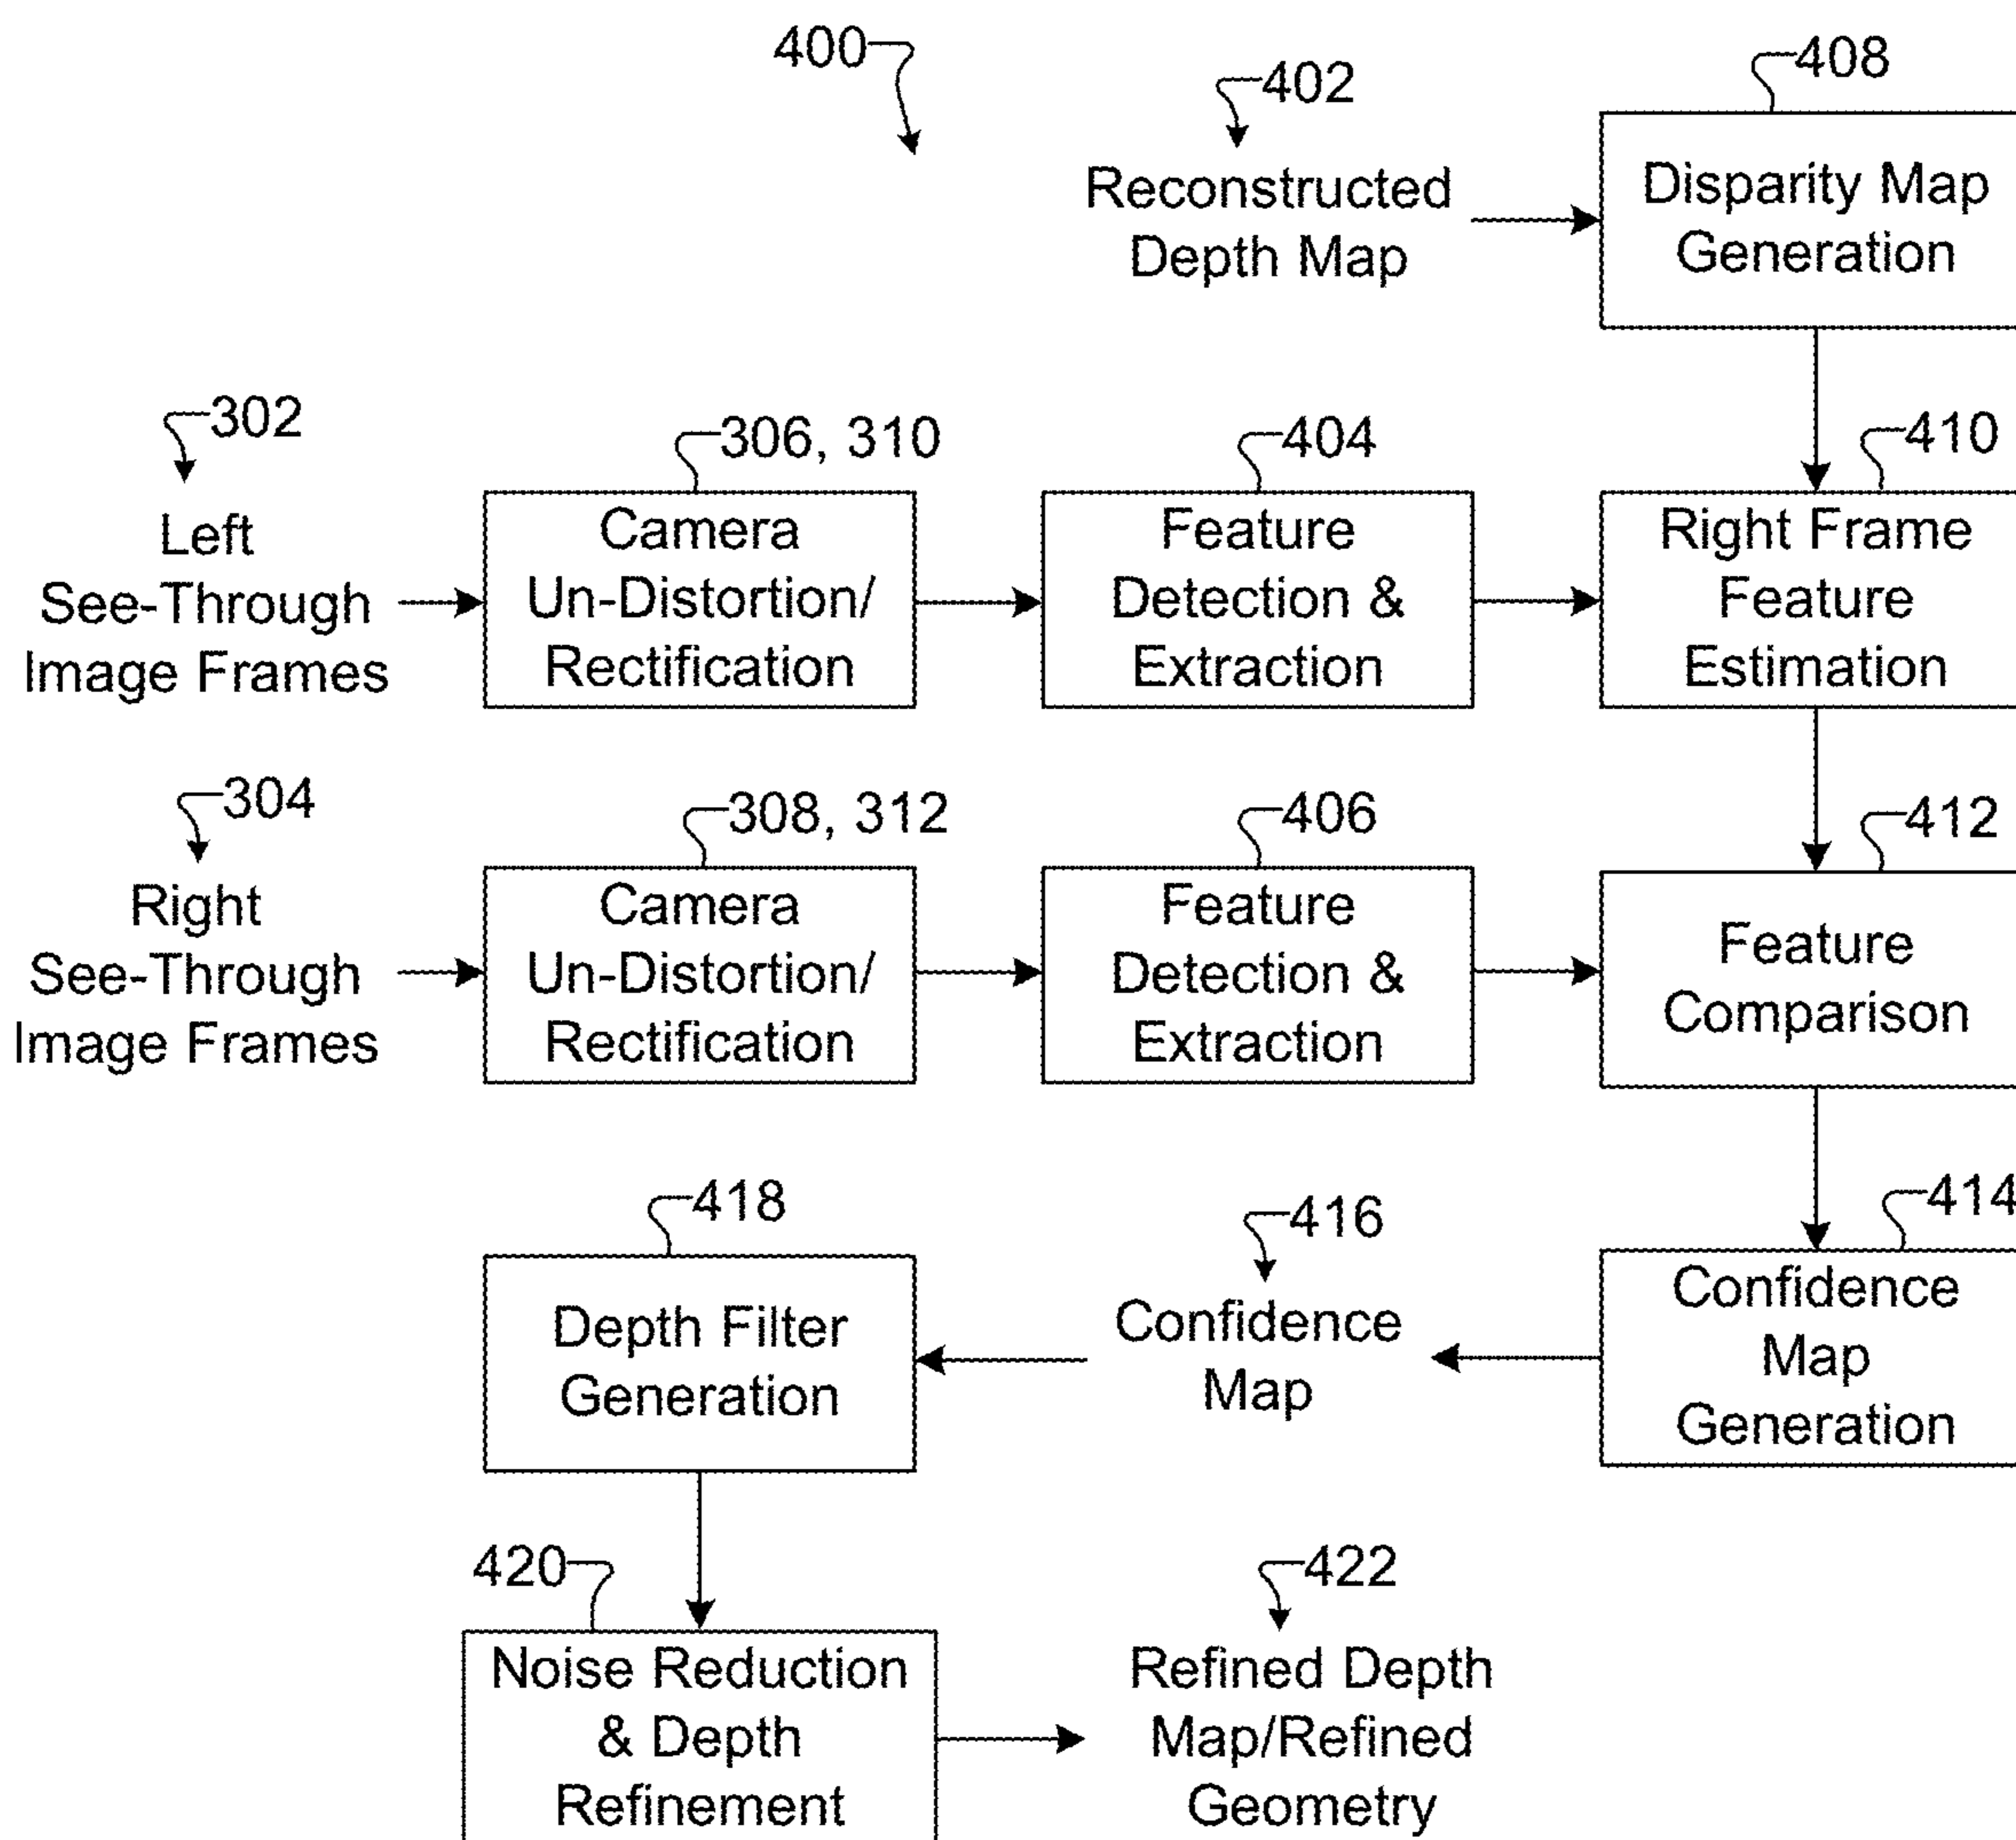 400
402
408
Reconstructed
Depth Map
Disparity Map
Generation
302
306, 310
404
410
Left
See-Through
Image Frames
Camera
Un-Distortion/
Rectification
Feature
Detection &
Extraction
Right Frame
Feature
Estimation
304
308, 312
406
412
Right
See-Through
Image Frames
Camera
Un-Distortion/
Rectification
Feature
Detection &
Extraction
Feature
Comparison
418
416
414
Depth Filter
Generation
Confidence
Map
Confidence
Map
Generation
420
422
Noise Reduction
& Depth
Refinement
Refined Depth
Map/Refined
Geometry